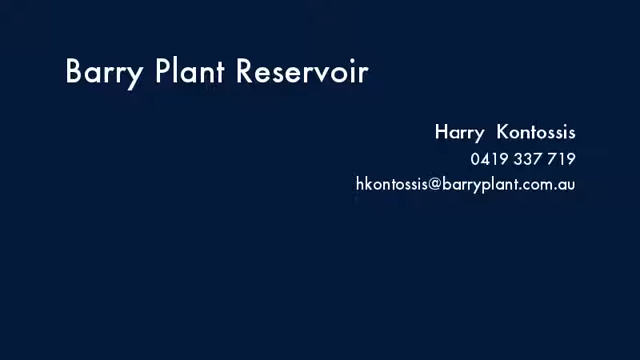 Barry Plant Reservoir
Harry Kontossis
0419 337 719
hkontossis@barryplant.com.au